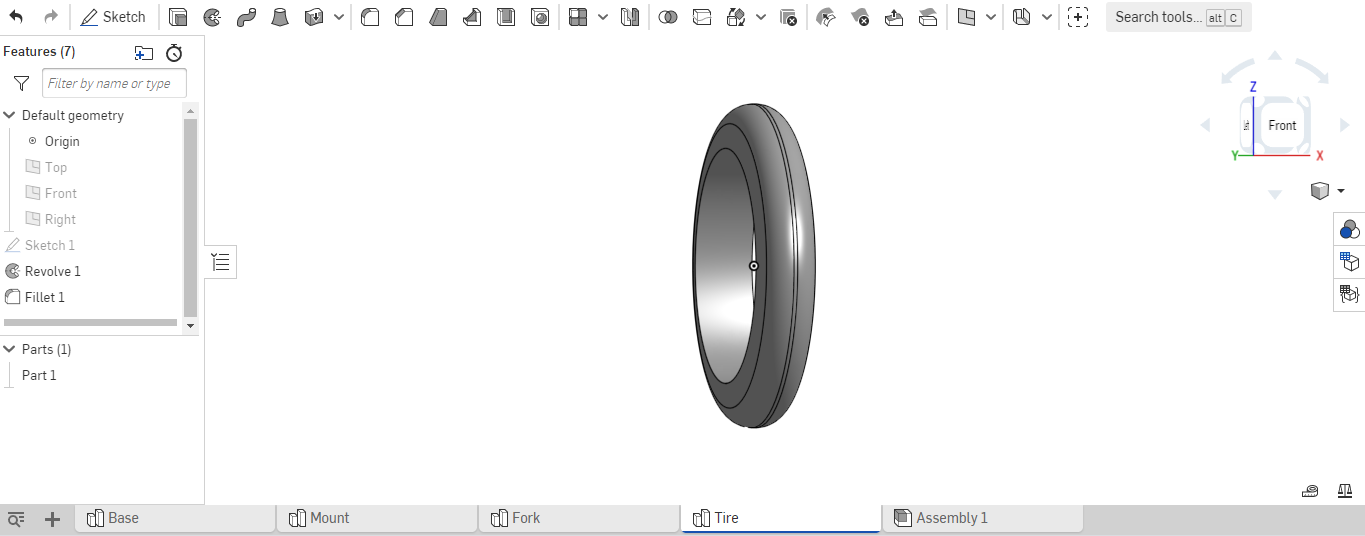 Sketch
Search tools... alt C
Features (7)
Filter by name or type
Default geometry
Origin
Top
Front
Right
Sketch 1
Revolve 1
Fillet 1
Parts (1)
Part 1
Z
Front
Y
X
Base
Mount
Fork
Tire
Assembly 1